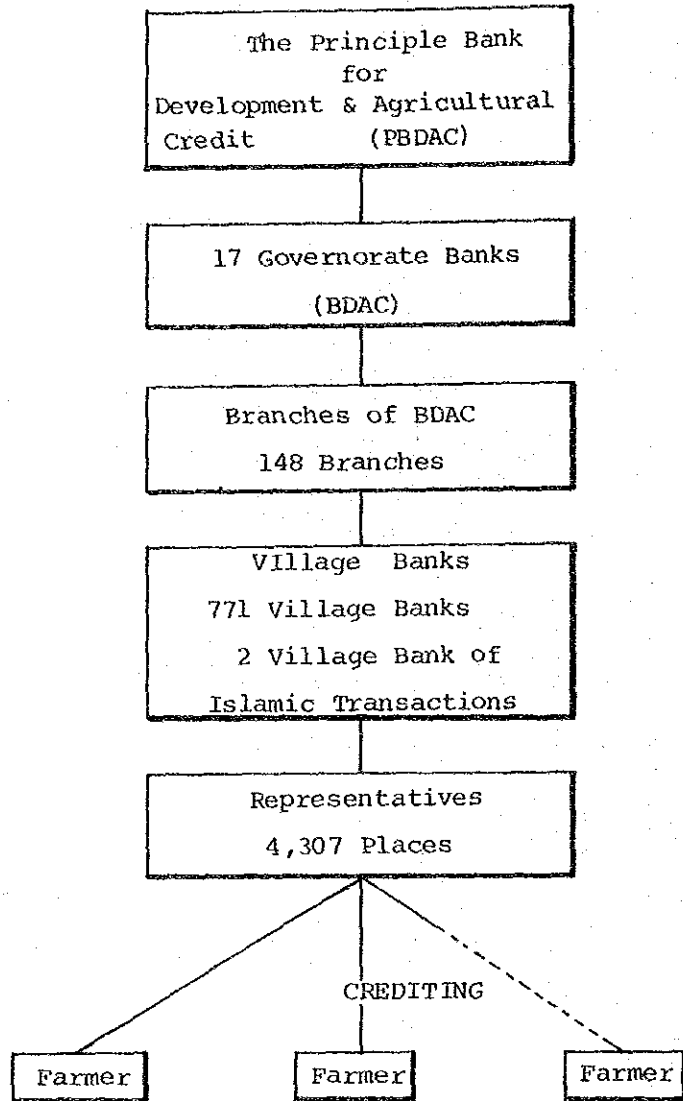 The Principle Bank
for
Development & Agricultural
Credit (PBDAC)
17 Governorate Banks
(BDAC)
Branches of BDAC
148 Branches
VIllage Banks
771 Village Banks
2 Village Bank of
Islamic Transactions
Representatives
4,307 Places
CREDITING
Farmer Farmer Farmer